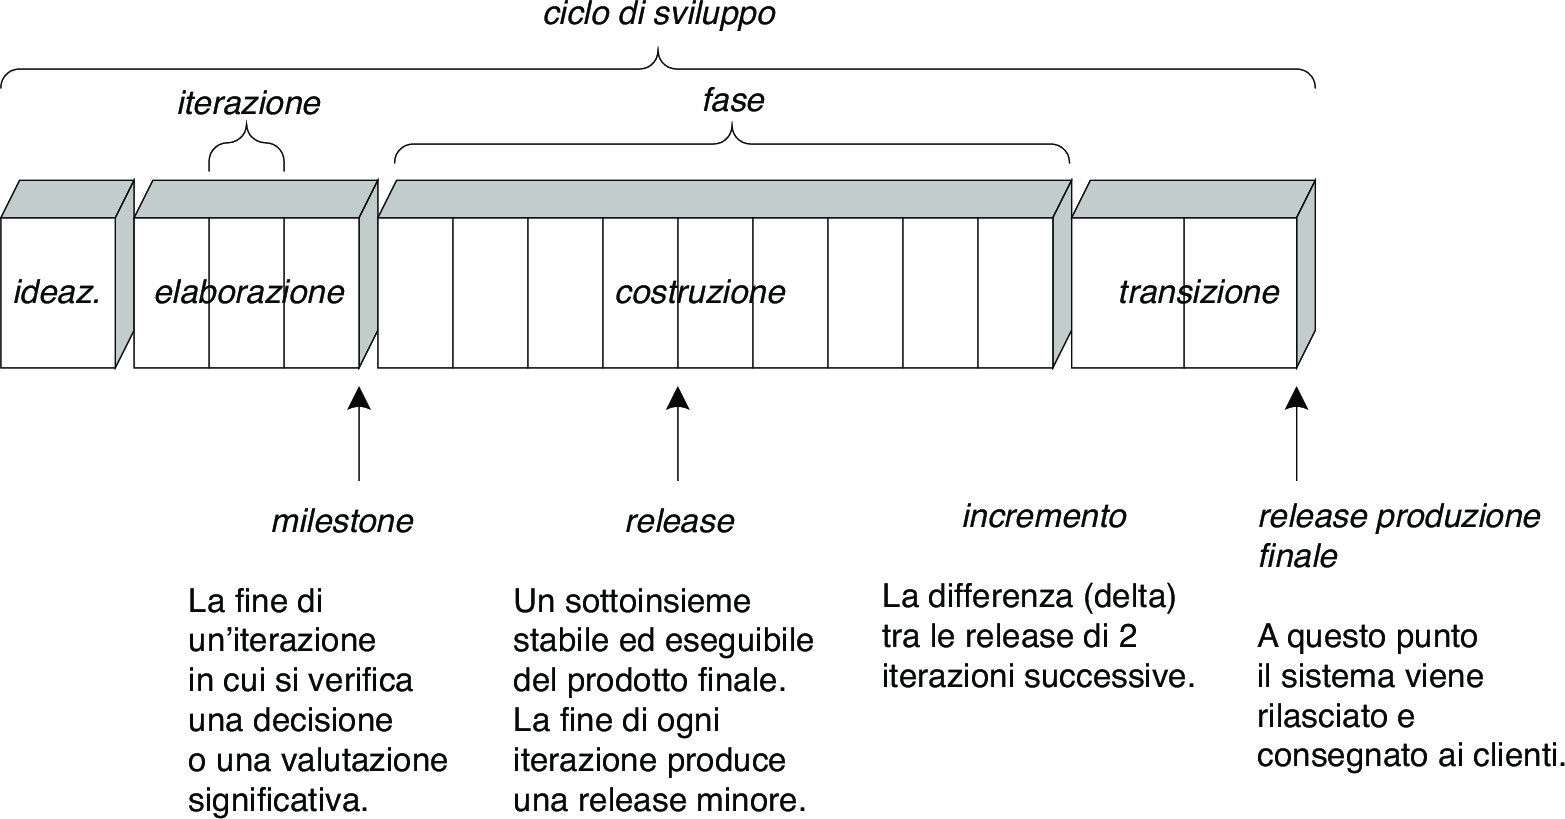 ciclo di sviluppo
iterazione
fase
ideaz.
elaborazione
costruzione
transizione
milestone
La fine di
un’iterazione
in cui si verifica
una decisione
o una valutazione
significativa.
release
Un sottoinsieme
stabile ed eseguibile
del prodotto finale.
La fine di ogni
iterazione produce
una release minore.
incremento
La differenza (delta)
tra le release di 2
iterazioni successive.
release produzione
finale
A questo punto
il sistema viene
rilasciato e
consegnato ai clienti.